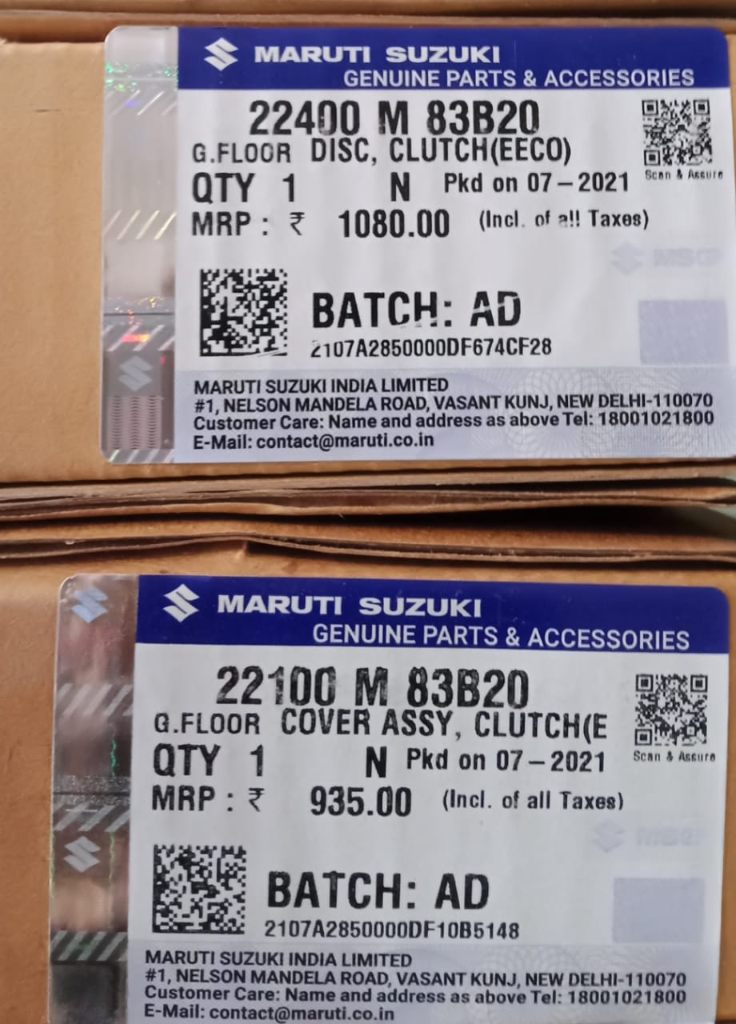 MARUTI SUZUKI
GENUINE PARTS & ACCESSORIES
22400 M 83B20
G.FLOOR DISC, CLUTCH(EECO)
QTY 1 N Pkd on 07-2021
Scan & Assure
MRP : ₹ 1080.00 (Incl. of all Taxes)
MSGP
BATCH: AD
2107A2850000DF674CF28
MARUTI SUZUKI INDIA LIMITED
#1, NELSON MANDELA ROAD, VASANT KUNJ, NEW DELHI-110070
Customer Care: Name and address as above Tel: 18001021800
E-Mail: contact@maruti.co.in
MARUTI SUZUKI
GENUINE PARTS & ACCESSORIES
22100 M 83B20
G.FLOOR COVER ASSY, CLUTCH(E
QTY 1 N Pkd on 07-2021
Scan & Assure
MRP : ₹ 935.00 (Incl. of all Taxes)
MSGP
BATCH: AD
2107A2850000DF10B5148
MARUTI SUZUKI INDIA LIMITED
#1, NELSON MANDELA ROAD, VASANT KUNJ, NEW DELHI-110070
Customer Care: Name and address as above Tel: 18001021800
E-Mail: contact@maruti.co.in